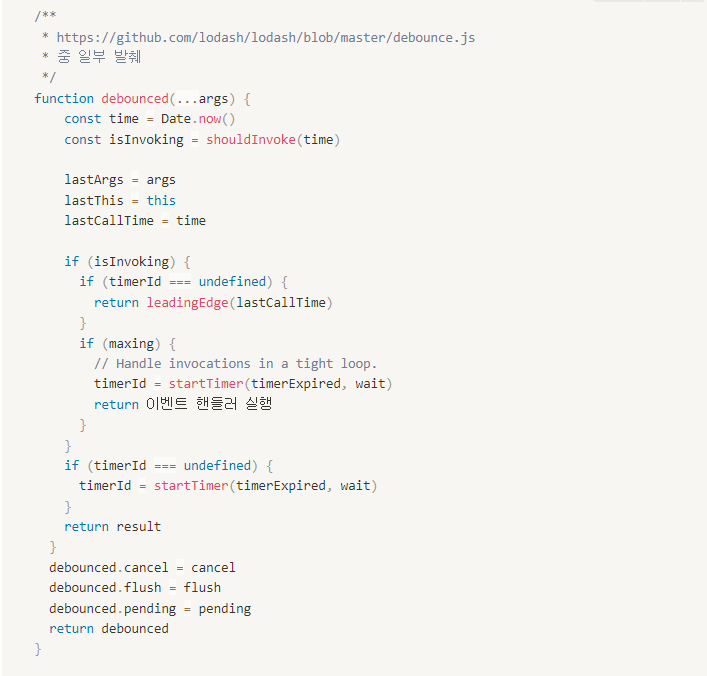 /**
 * https://github.com/lodash/lodash/blob/master/debounce.js
 * 중 일부 발췌
 */
function debounced(...args) {
    const time = Date.now()
    const isInvoking = shouldInvoke(time)

    lastArgs = args
    lastThis = this
    lastCallTime = time

    if (isInvoking) {
      if (timerId === undefined) {
        return leadingEdge(lastCallTime)
      }
      if (maxing) {
        // Handle invocations in a tight loop.
        timerId = startTimer(timerExpired, wait)
        return 이벤트 핸들러 실행
      }
    }
    if (timerId === undefined) {
      timerId = startTimer(timerExpired, wait)
    }
    return result
  }
  debounced.cancel = cancel
  debounced.flush = flush
  debounced.pending = pending
  return debounced
}